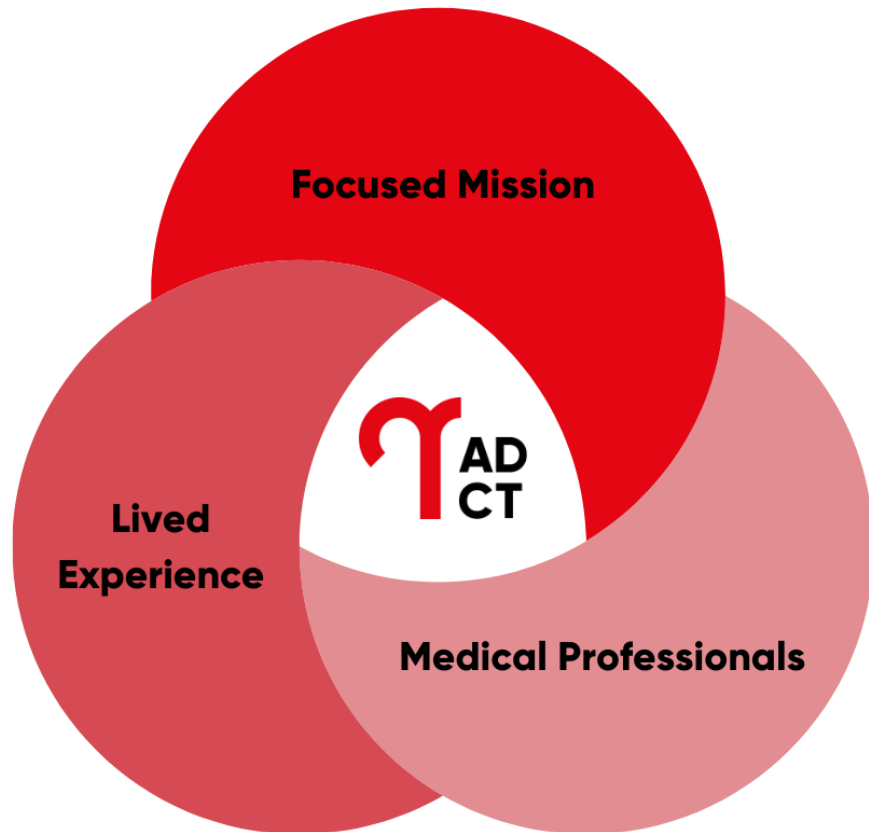 Focused Mission
AD
CT
Lived
Experience
Medical Professionals